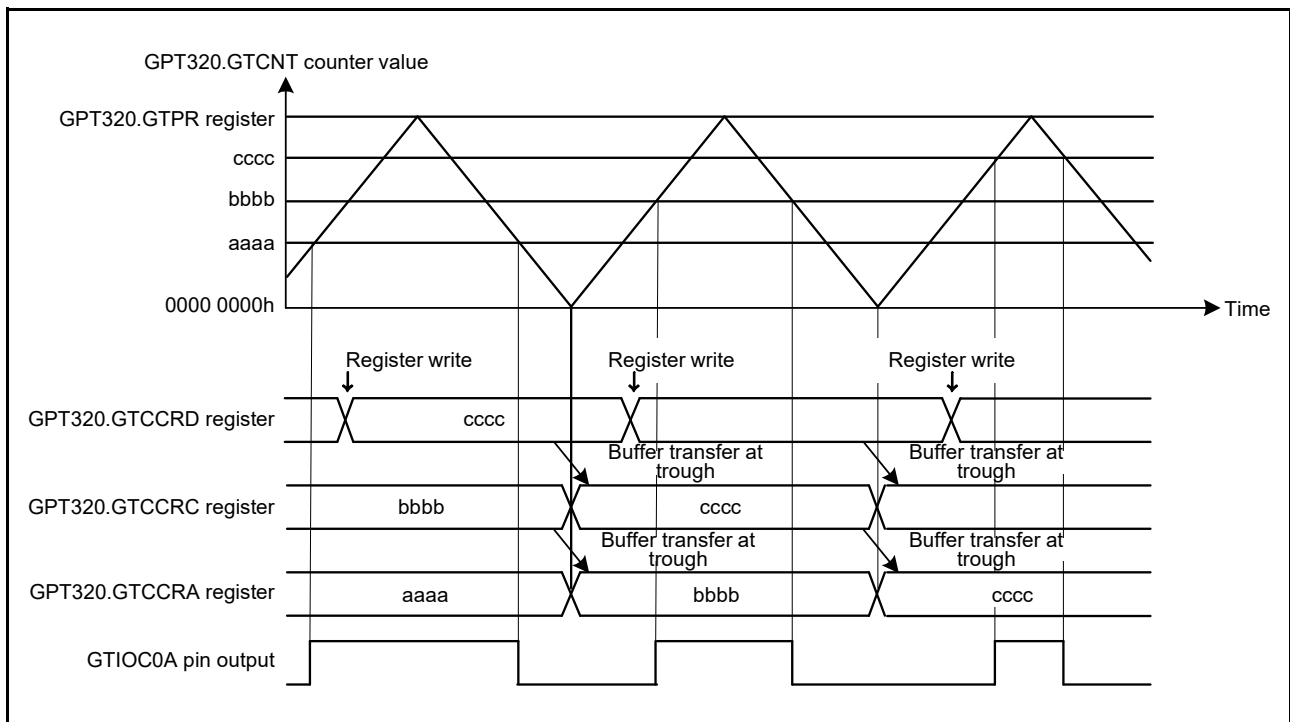 GPT320.GTCNT counter value
GPT320.GTPR register
cccc
bbbb
aaaa
0000 0000h
Time
Register write
Register write
Register write
GPT320.GTCCRD register
cccc
Buffer transfer at
trough
Buffer transfer at
trough
GPT320.GTCCRC register
bbbb
cccc
Buffer transfer at
trough
Buffer transfer at
trough
GPT320.GTCCRA register
aaaa
bbbb
cccc
GTIOC0A pin output